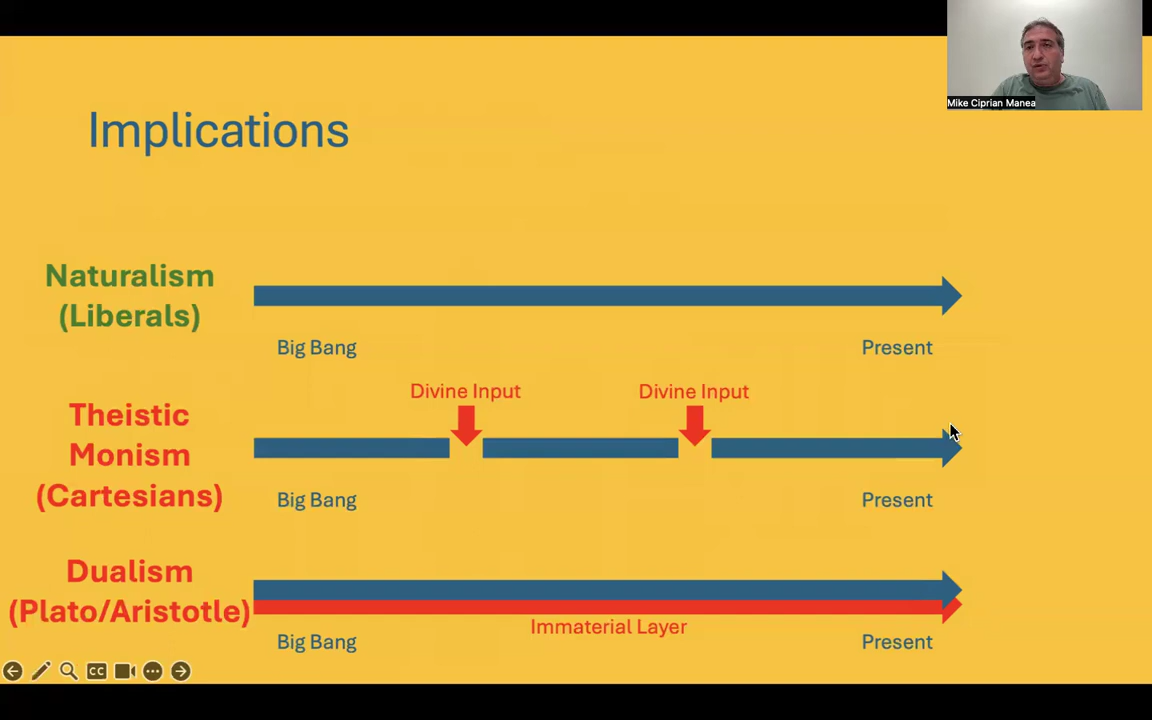 Mike Ciprian Manea
Implications
Naturalism
(Liberals)
Big Bang
Present
Divine Input
Divine Input
Theistic
Monism
(Cartesians)
Big Bang
Present
Dualism
(Plato/Aristotle)
Immaterial Layer
Big Bang
Present
CC